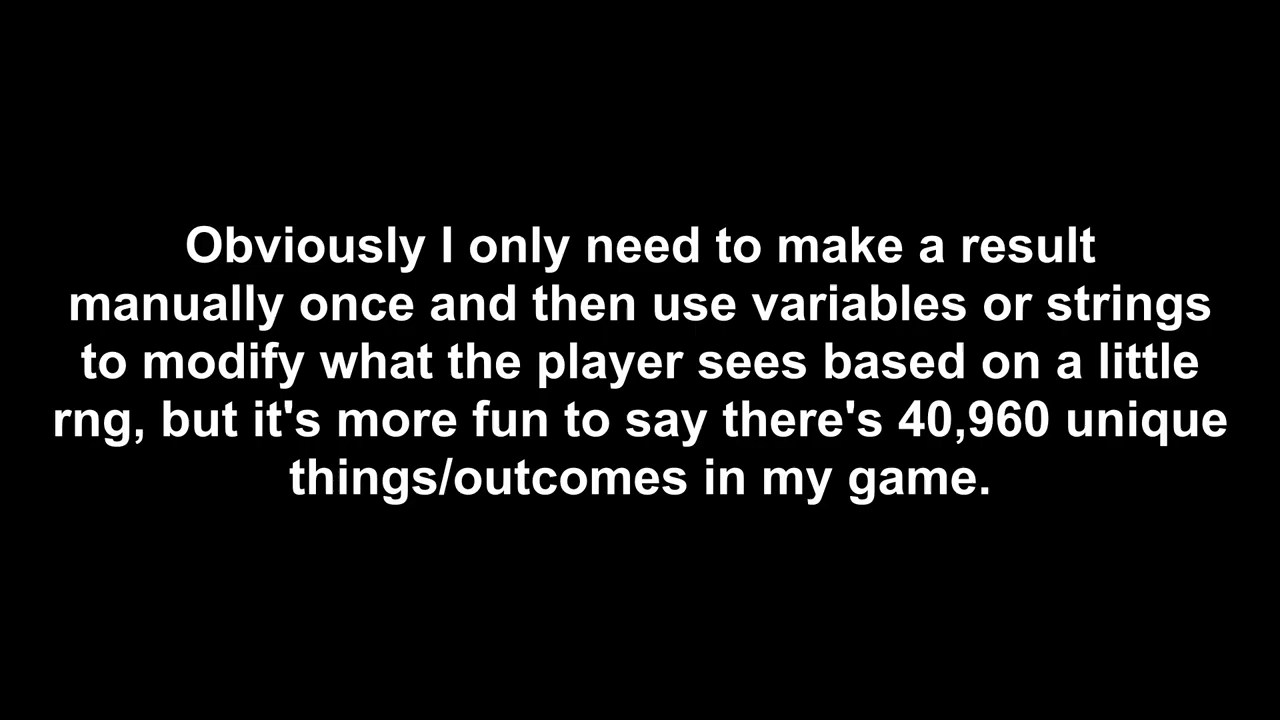 Obviously I only need to make a result
manually once and then use variables or strings
to modify what the player sees based on a little
rng, but it's more fun to say there's 40,960 unique
things/outcomes in my game.